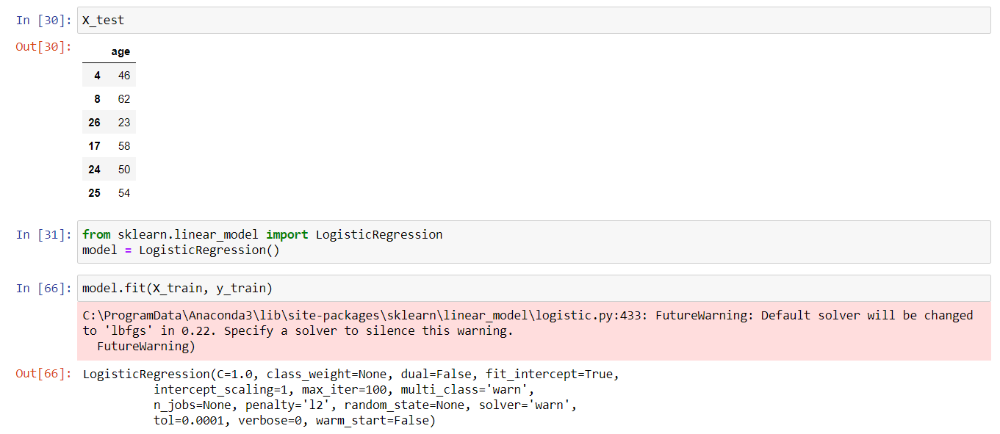 In [30]: X_test
Out[30]:
age
4 46
8 62
26 23
17 58
24 50
25 54
In [31]: from sklearn.linear_model import LogisticRegression
model = LogisticRegression()
In [66]: model.fit(X_train, y_train)
C:\ProgramData\Anaconda3\lib\site-packages\sklearn\linear_model\logistic.py:433: FutureWarning: Default solver will be changed
to 'lbfgs' in 0.22. Specify a solver to silence this warning.
FutureWarning)
Out[66]: LogisticRegression(C=1.0, class_weight=None, dual=False, fit_intercept=True,
intercept_scaling=1, max_iter=100, multi_class='warn',
n_jobs=None, penalty='l2', random_state=None, solver='warn',
tol=0.0001, verbose=0, warm_start=False)